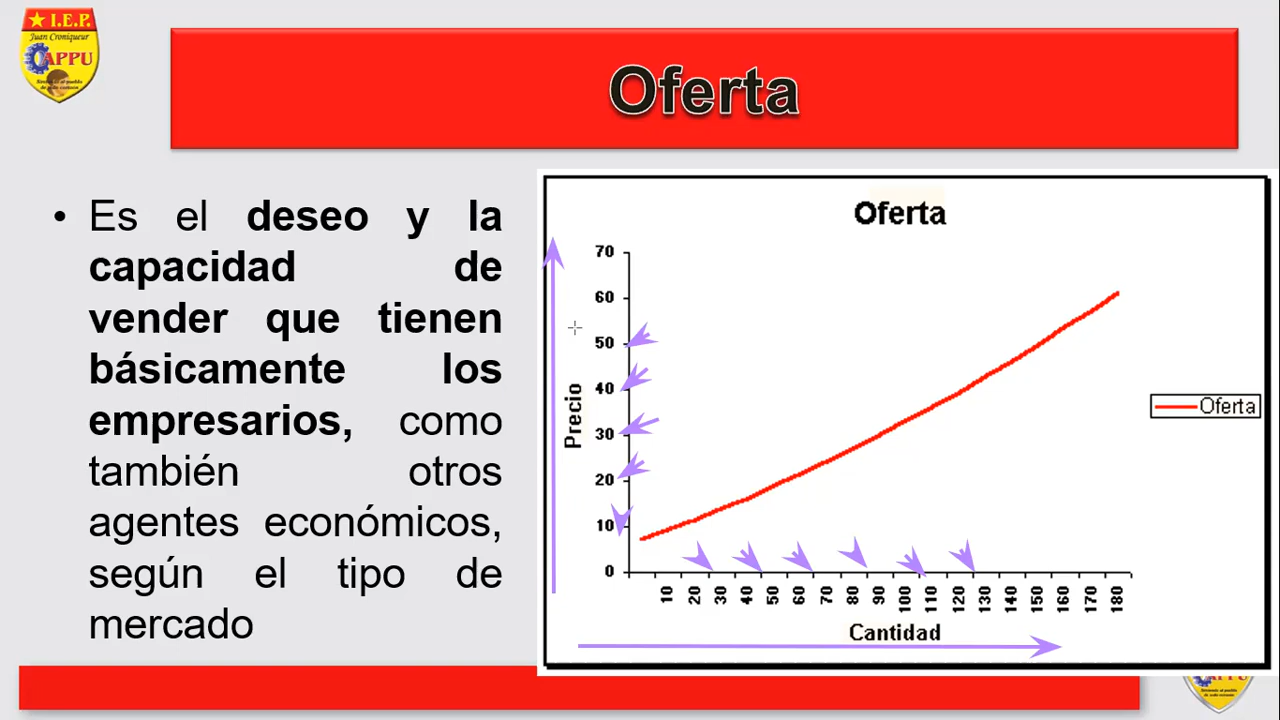 I.E.P.
Juan Croniqueur
APPU
Oferta
• Es el deseo y la
capacidad de
vender que tienen
básicamente los
empresarios, como
también otros
agentes económicos,
según el tipo de
mercado
Oferta
70
60
50
40
30
20
10
0
Precio
10 20 30 40 50 60 70 80 90 100 110 120 130 140 150 160 170 180
Cantidad
Oferta
APPU